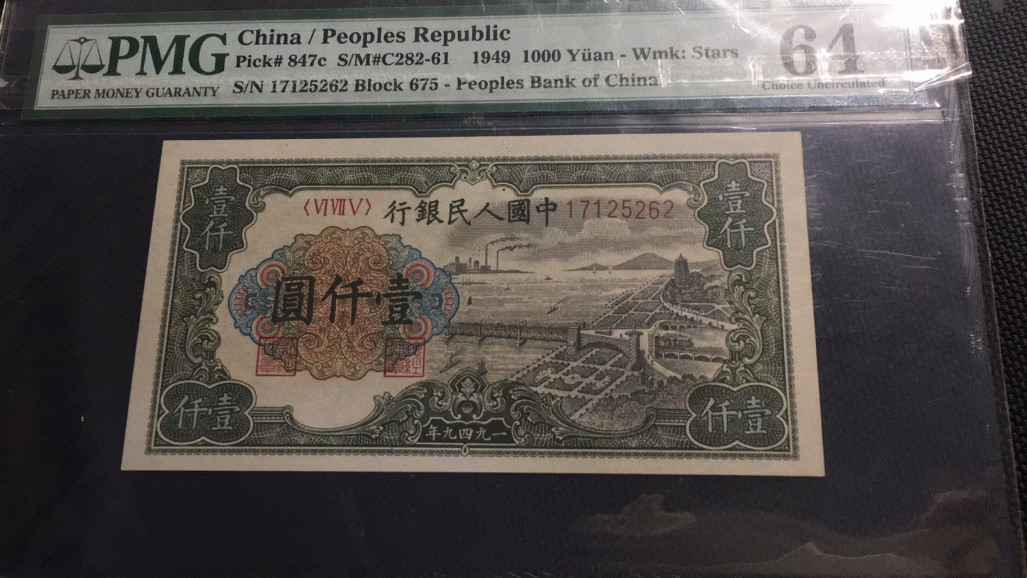 PMG
PAPER MONEY GUARANTY
China / Peoples Republic
Pick# 847c S/M#C282-61 1949 1000 Yüan - Wmk: Stars
S/N 17125262 Block 675 - Peoples Bank of China
64
Choice Uncirculated
壹仟
壹仟
〈VI VII V〉
行銀民人國中
17125262
圓仟壹
仟壹
仟壹
年九四九一